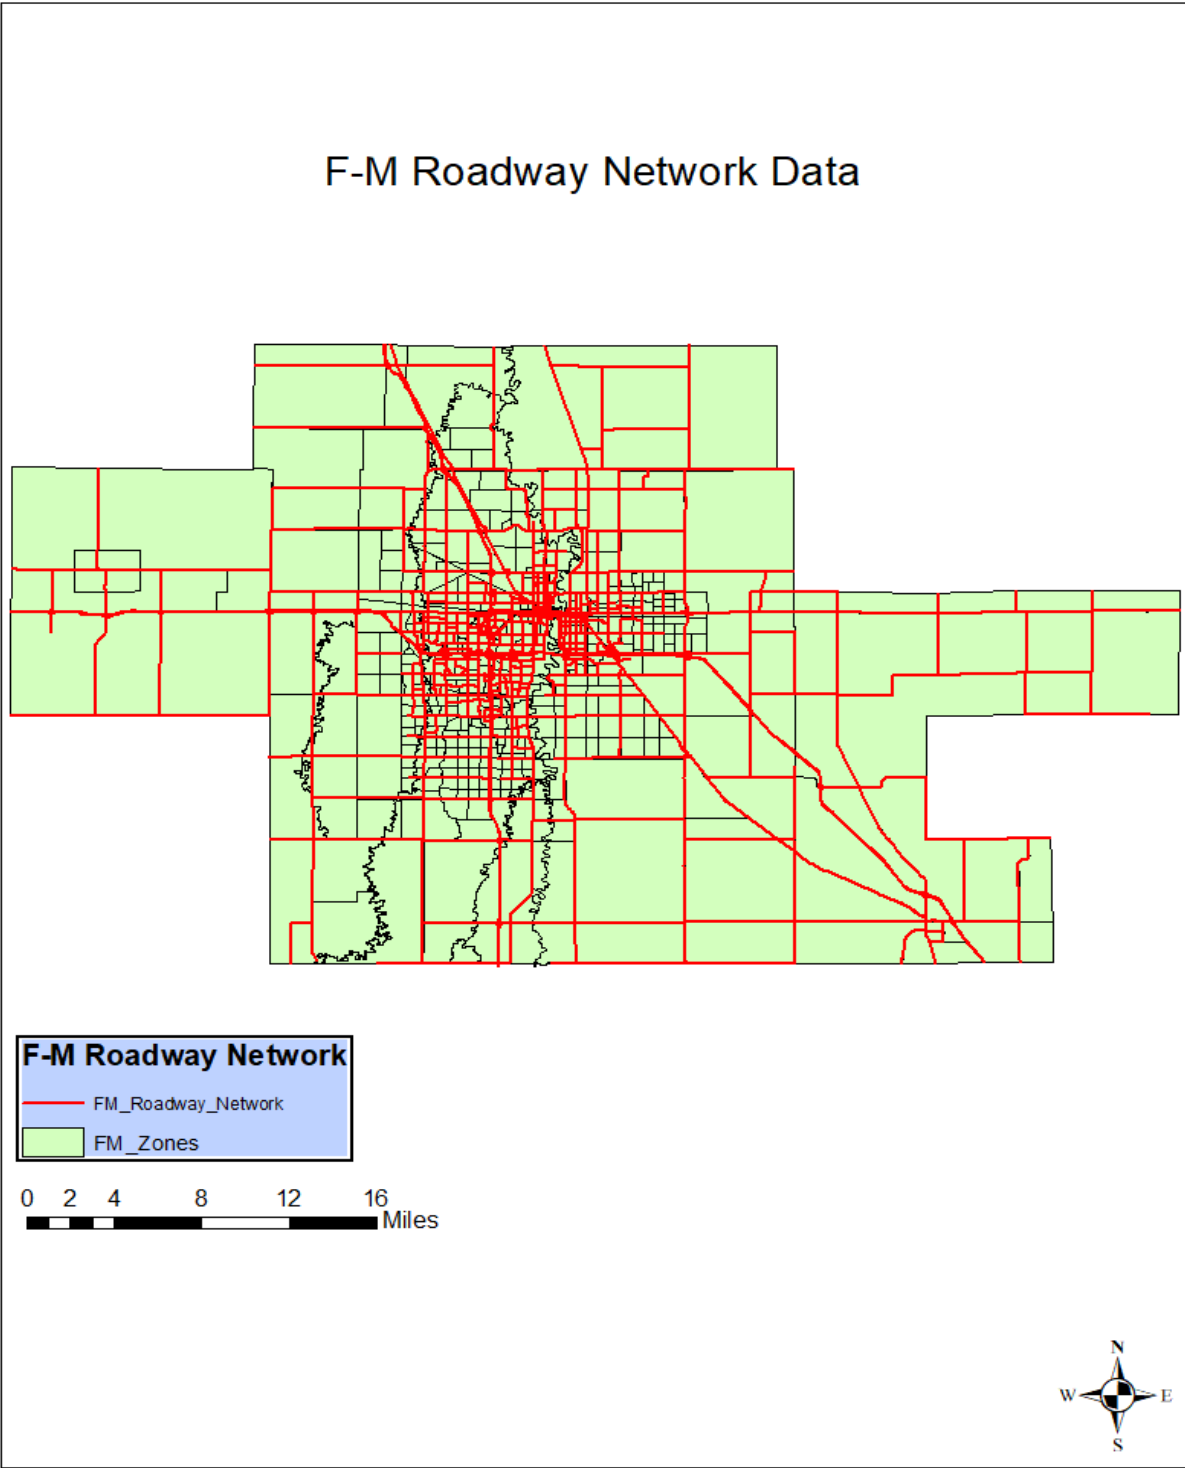 F-M Roadway Network Data
F-M Roadway Network
FM_Roadway_Network
FM_Zones
0 2 4 8 12 16
Miles
N
W E
S